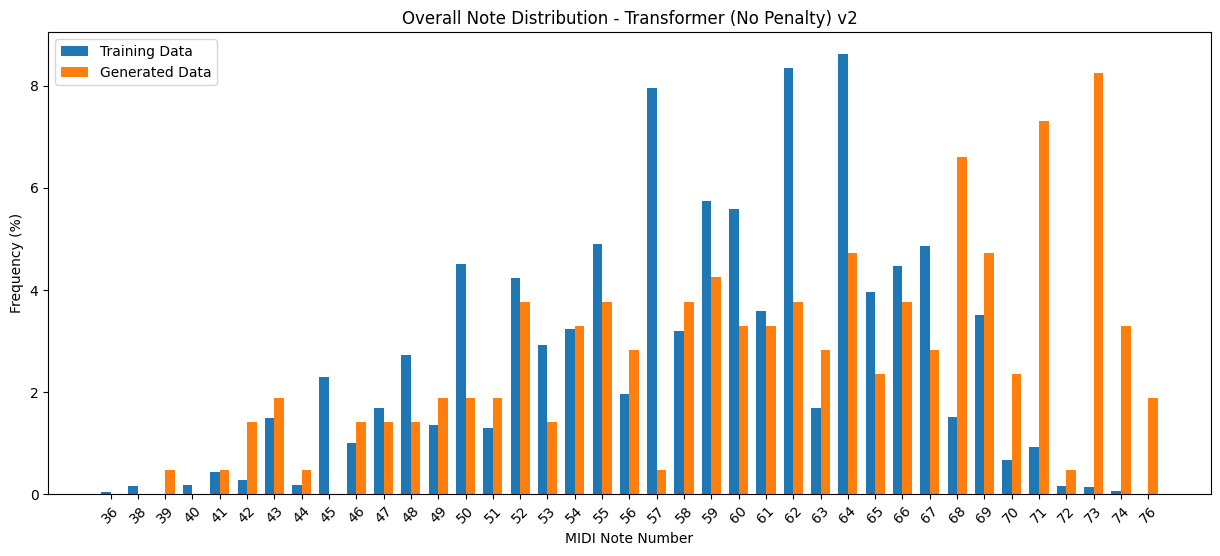 Overall Note Distribution - Transformer (No Penalty) v2
Training Data
Generated Data
Frequency (%)
8
6
4
2
0
36 38 39 40 41 42 43 44 45 46 47 48 49 50 51 52 53 54 55 56 57 58 59 60 61 62 63 64 65 66 67 68 69 70 71 72 73 74 76
MIDI Note Number